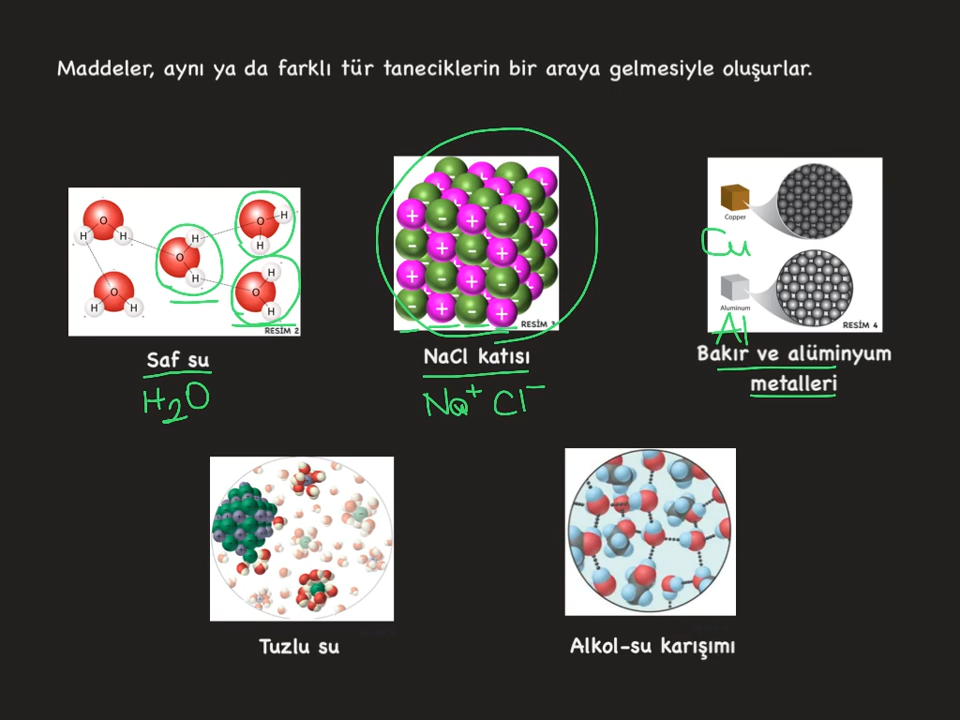 Maddeler, aynı ya da farklı tür taneciklerin bir araya gelmesiyle oluşurlar.
O H H
O H H
O H H
O H H
O H H
RESİM 2
Saf su
H₂O
+ - + -
- + - +
+ - + -
- + - +
RESİM 3
NaCl katısı
Na⁺ Cl⁻
Copper
Cu
Aluminum
Al
RESİM 4
Bakır ve alüminyum
metalleri
Tuzlu su
Alkol-su karışımı